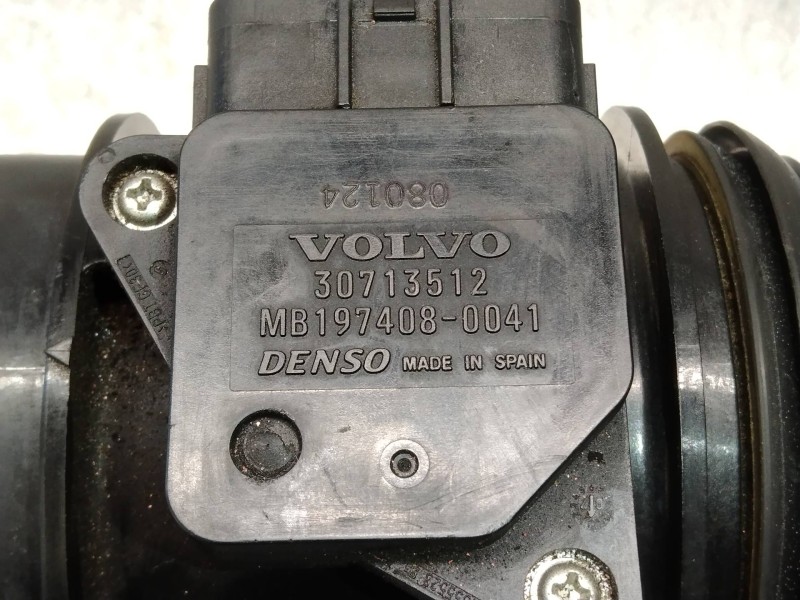 080124
VOLVO
30713512
MB197408-0041
DENSO MADE IN SPAIN